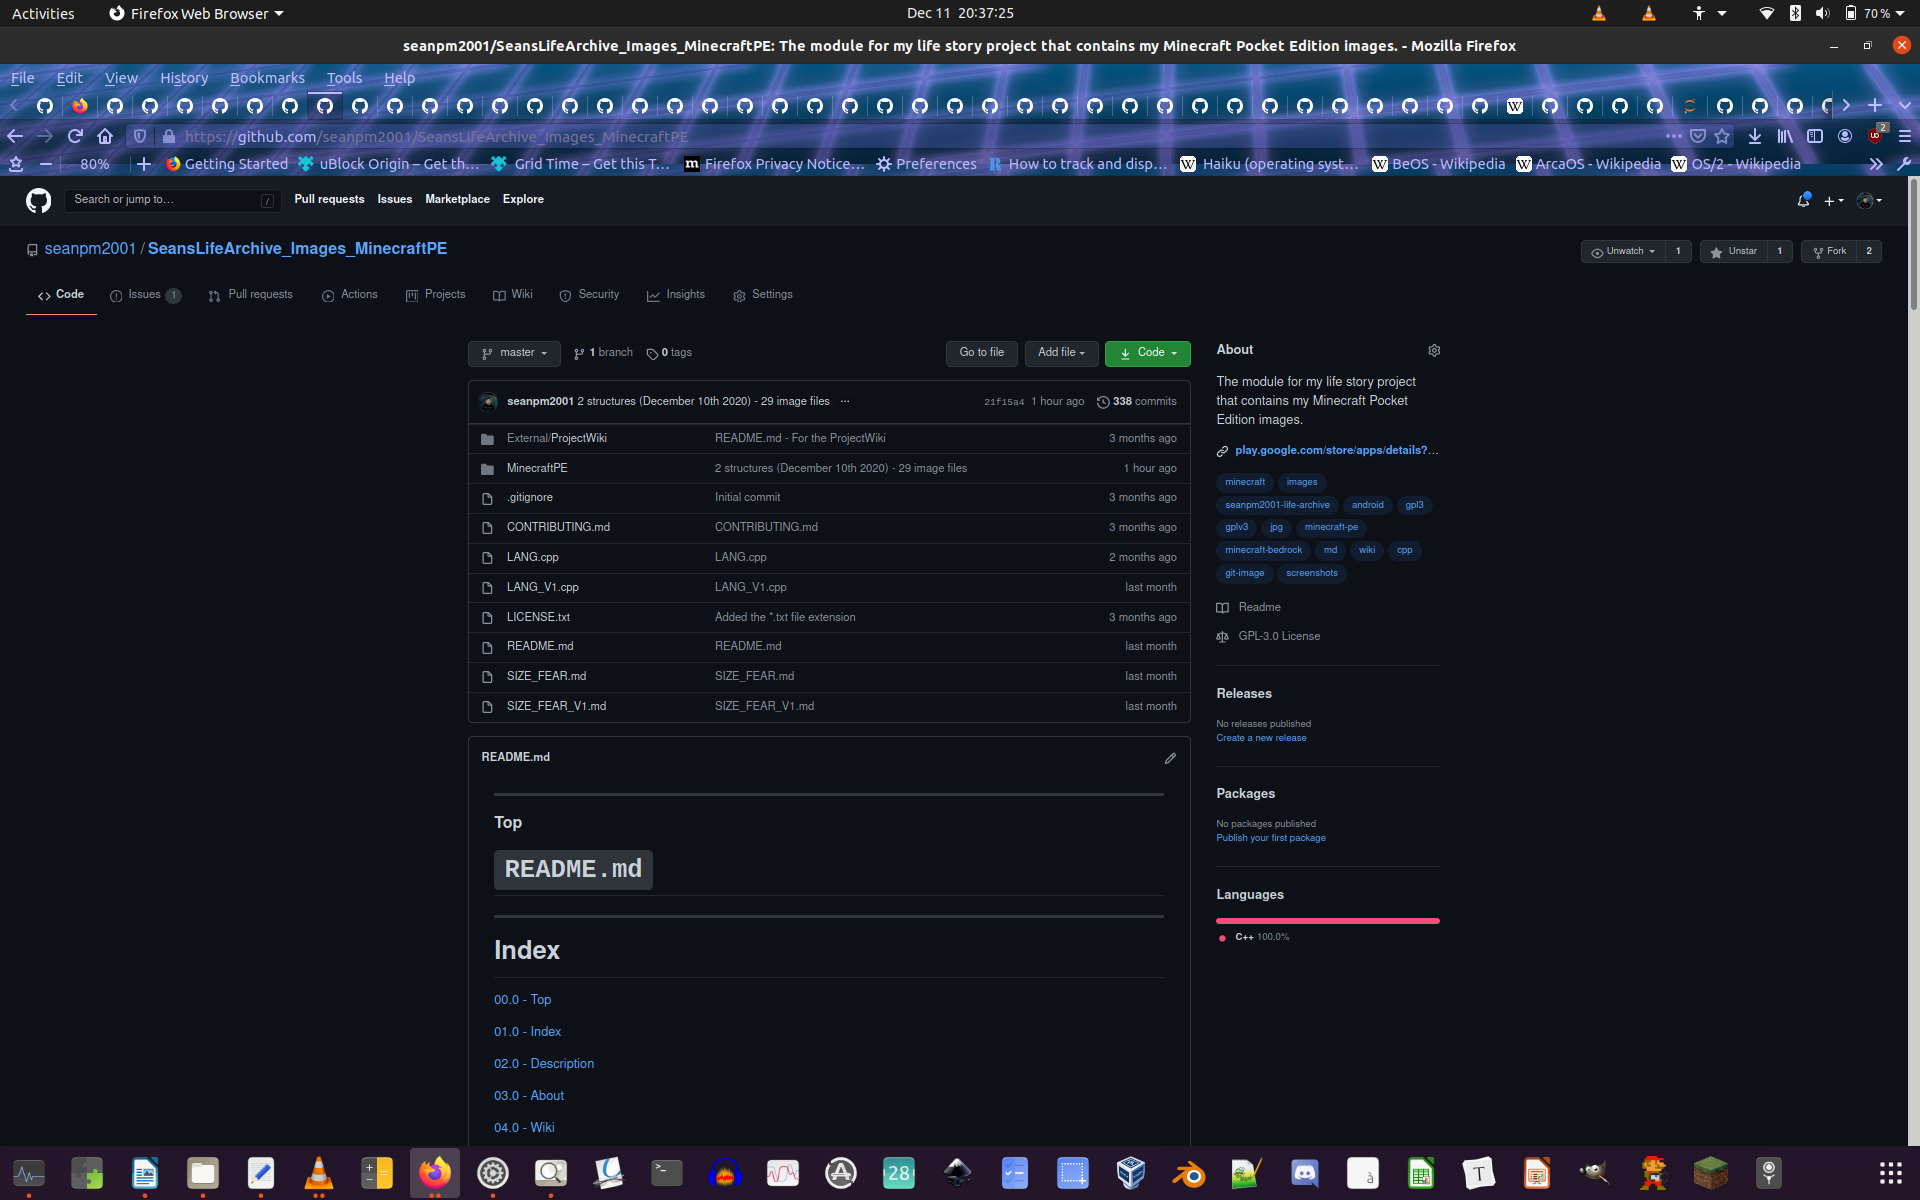 Activities Firefox Web Browser Dec 11 20:37:25 70 %
seanpm2001/SeansLifeArchive_Images_MinecraftPE: The module for my life story project that contains my Minecraft Pocket Edition images. - Mozilla Firefox
File Edit View History Bookmarks Tools Help
https://github.com/seanpm2001/SeansLifeArchive_Images_MinecraftPE 2
80% Getting Started uBlock Origin – Get th… Grid Time – Get this T… Firefox Privacy Notice… Preferences How to track and disp… Haiku (operating syst… BeOS - Wikipedia ArcaOS - Wikipedia OS/2 - Wikipedia
Search or jump to… / Pull requests Issues Marketplace Explore
seanpm2001 / SeansLifeArchive_Images_MinecraftPE Unwatch 1 Unstar 1 Fork 2
Code Issues 1 Pull requests Actions Projects Wiki Security Insights Settings
master 1 branch 0 tags Go to file Add file Code
seanpm2001 2 structures (December 10th 2020) - 29 image files ... 21f15a4 1 hour ago 338 commits
External/ProjectWiki README.md - For the ProjectWiki 3 months ago
MinecraftPE 2 structures (December 10th 2020) - 29 image files 1 hour ago
.gitignore Initial commit 3 months ago
CONTRIBUTING.md CONTRIBUTING.md 3 months ago
LANG.cpp LANG.cpp 2 months ago
LANG_V1.cpp LANG_V1.cpp last month
LICENSE.txt Added the *.txt file extension 3 months ago
README.md README.md last month
SIZE_FEAR.md SIZE_FEAR.md last month
SIZE_FEAR_V1.md SIZE_FEAR_V1.md last month
README.md
Top
README.md
Index
00.0 - Top
01.0 - Index
02.0 - Description
03.0 - About
04.0 - Wiki
About
The module for my life story project
that contains my Minecraft Pocket
Edition images.
play.google.com/store/apps/details?…
minecraft images
seanpm2001-life-archive android gpl3
gplv3 jpg minecraft-pe
minecraft-bedrock md wiki cpp
git-image screenshots
Readme
GPL-3.0 License
Releases
No releases published
Create a new release
Packages
No packages published
Publish your first package
Languages
C++ 100.0%
28